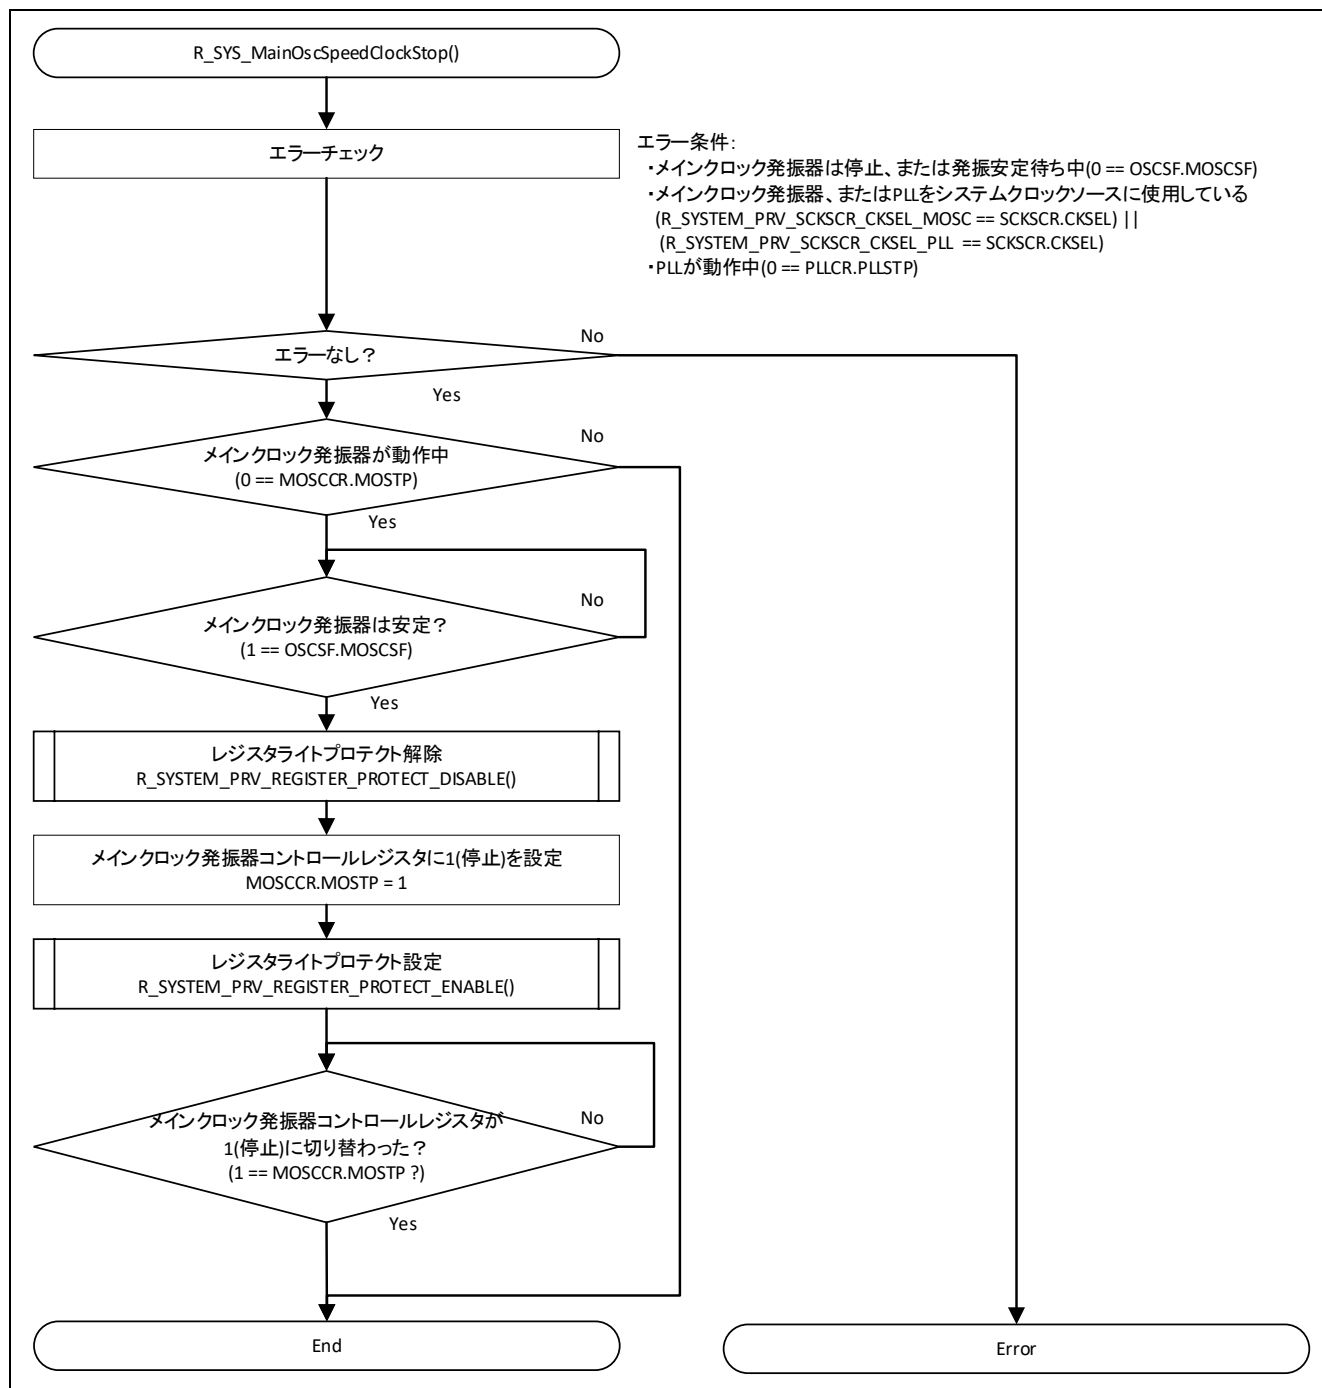 R_SYS_MainOscSpeedClockStop()
エラーチェック
エラー条件:
・メインクロック発振器は停止、または発振安定待ち中(0 == OSCSF.MOSCSF)
・メインクロック発振器、またはPLLをシステムクロックソースに使用している
(R_SYSTEM_PRV_SCKSCR_CKSEL_MOSC == SCKSCR.CKSEL) ||
(R_SYSTEM_PRV_SCKSCR_CKSEL_PLL == SCKSCR.CKSEL)
・PLLが動作中(0 == PLLCR.PLLSTP)
エラーなし?
No
Yes
メインクロック発振器が動作中
(0 == MOSCCR.MOSTP)
No
Yes
メインクロック発振器は安定?
(1 == OSCSF.MOSCSF)
No
Yes
レジスタライトプロテクト解除
R_SYSTEM_PRV_REGISTER_PROTECT_DISABLE()
メインクロック発振器コントロールレジスタに1(停止)を設定
MOSCCR.MOSTP = 1
レジスタライトプロテクト設定
R_SYSTEM_PRV_REGISTER_PROTECT_ENABLE()
メインクロック発振器コントロールレジスタが
1(停止)に切り替わった?
(1 == MOSCCR.MOSTP ?)
No
Yes
End
Error